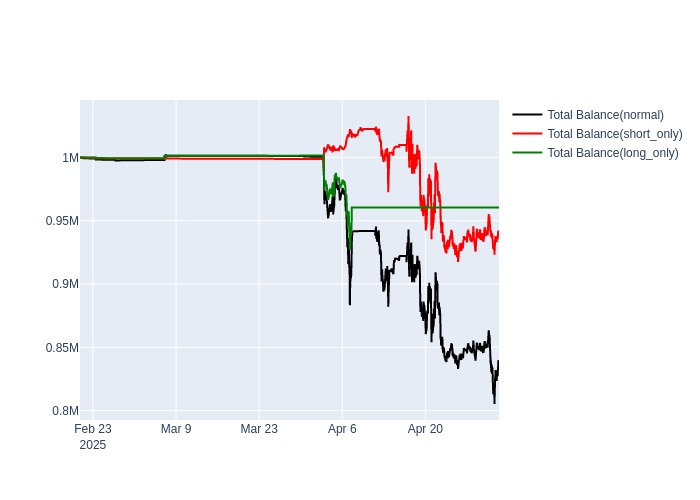 Total Balance(normal)
Total Balance(short_only)
Total Balance(long_only)
1M
0.95M
0.9M
0.85M
0.8M
Feb 23 Mar 9 Mar 23 Apr 6 Apr 20
2025